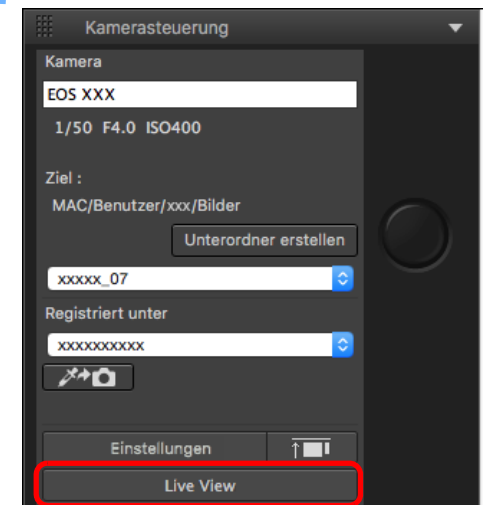 Kamerasteuerung
Kamera
EOS XXX
1/50 F4.0 ISO400
Ziel :
MAC/Benutzer/xxx/Bilder
Unterordner erstellen
xxxxx_07
Registriert unter
xxxxxxxxxx
Einstellungen
Live View